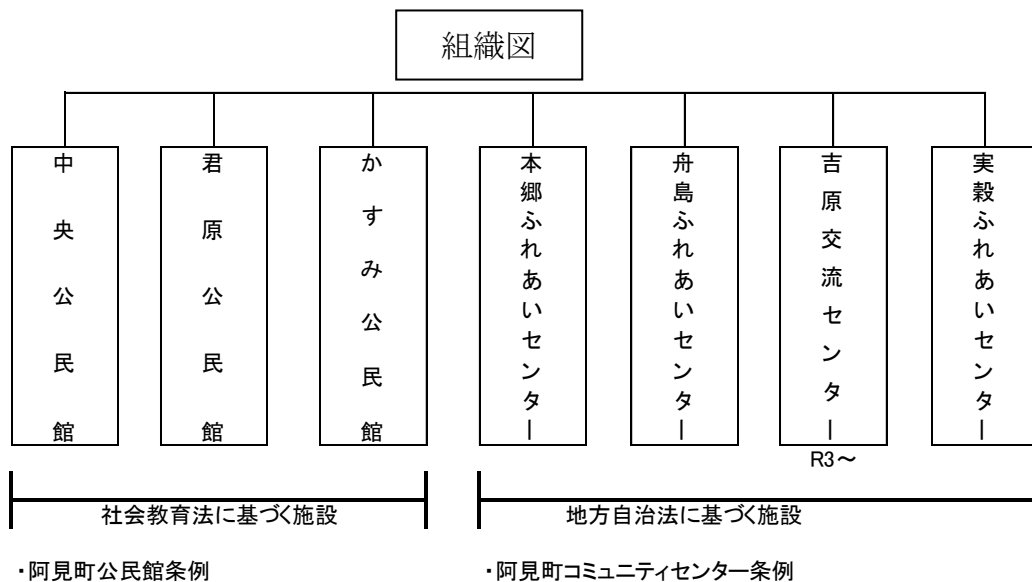 組織図
中央公民館
君原公民館
かすみ公民館
本郷ふれあいセンター
舟島ふれあいセンター
吉原交流センター
実穀ふれあいセンター
R3～
社会教育法に基づく施設
地方自治法に基づく施設
・阿見町公民館条例
・阿見町コミュニティセンター条例